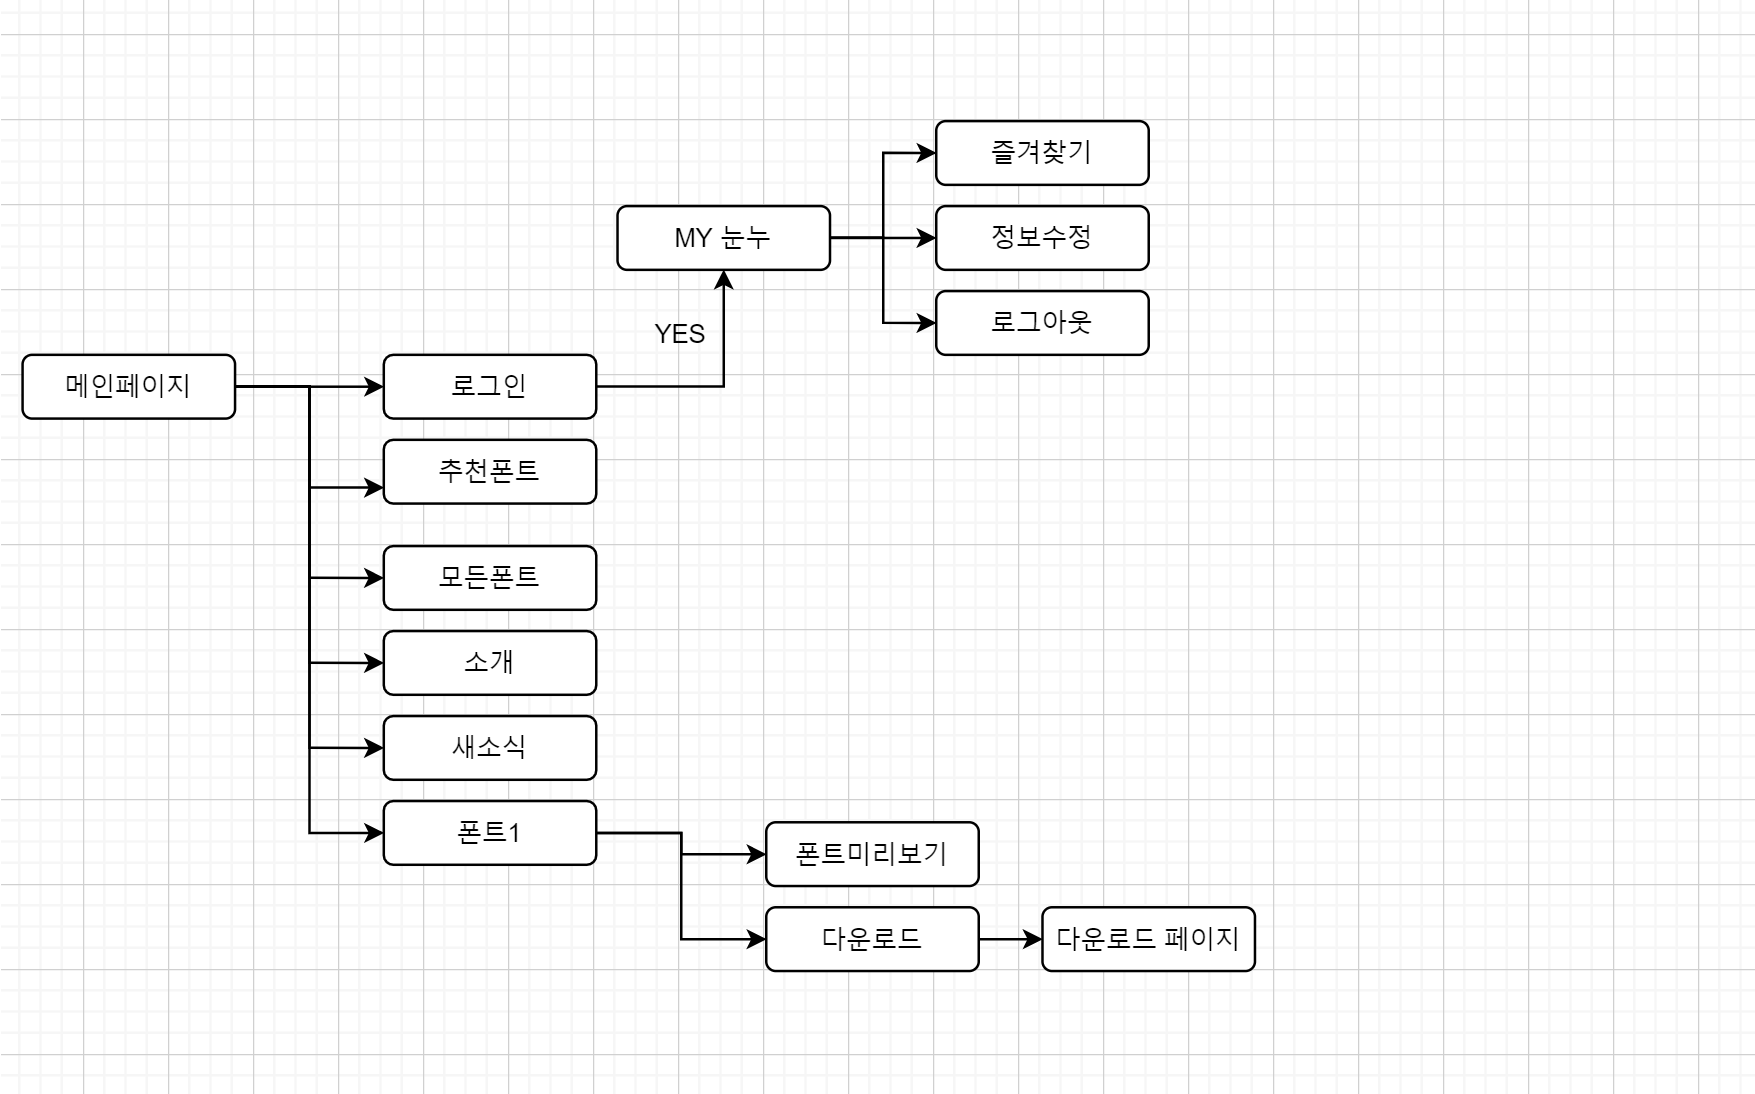 즐겨찾기
MY 눈누
정보수정
로그아웃
YES
메인페이지
로그인
추천폰트
모든폰트
소개
새소식
폰트1
폰트미리보기
다운로드
다운로드 페이지